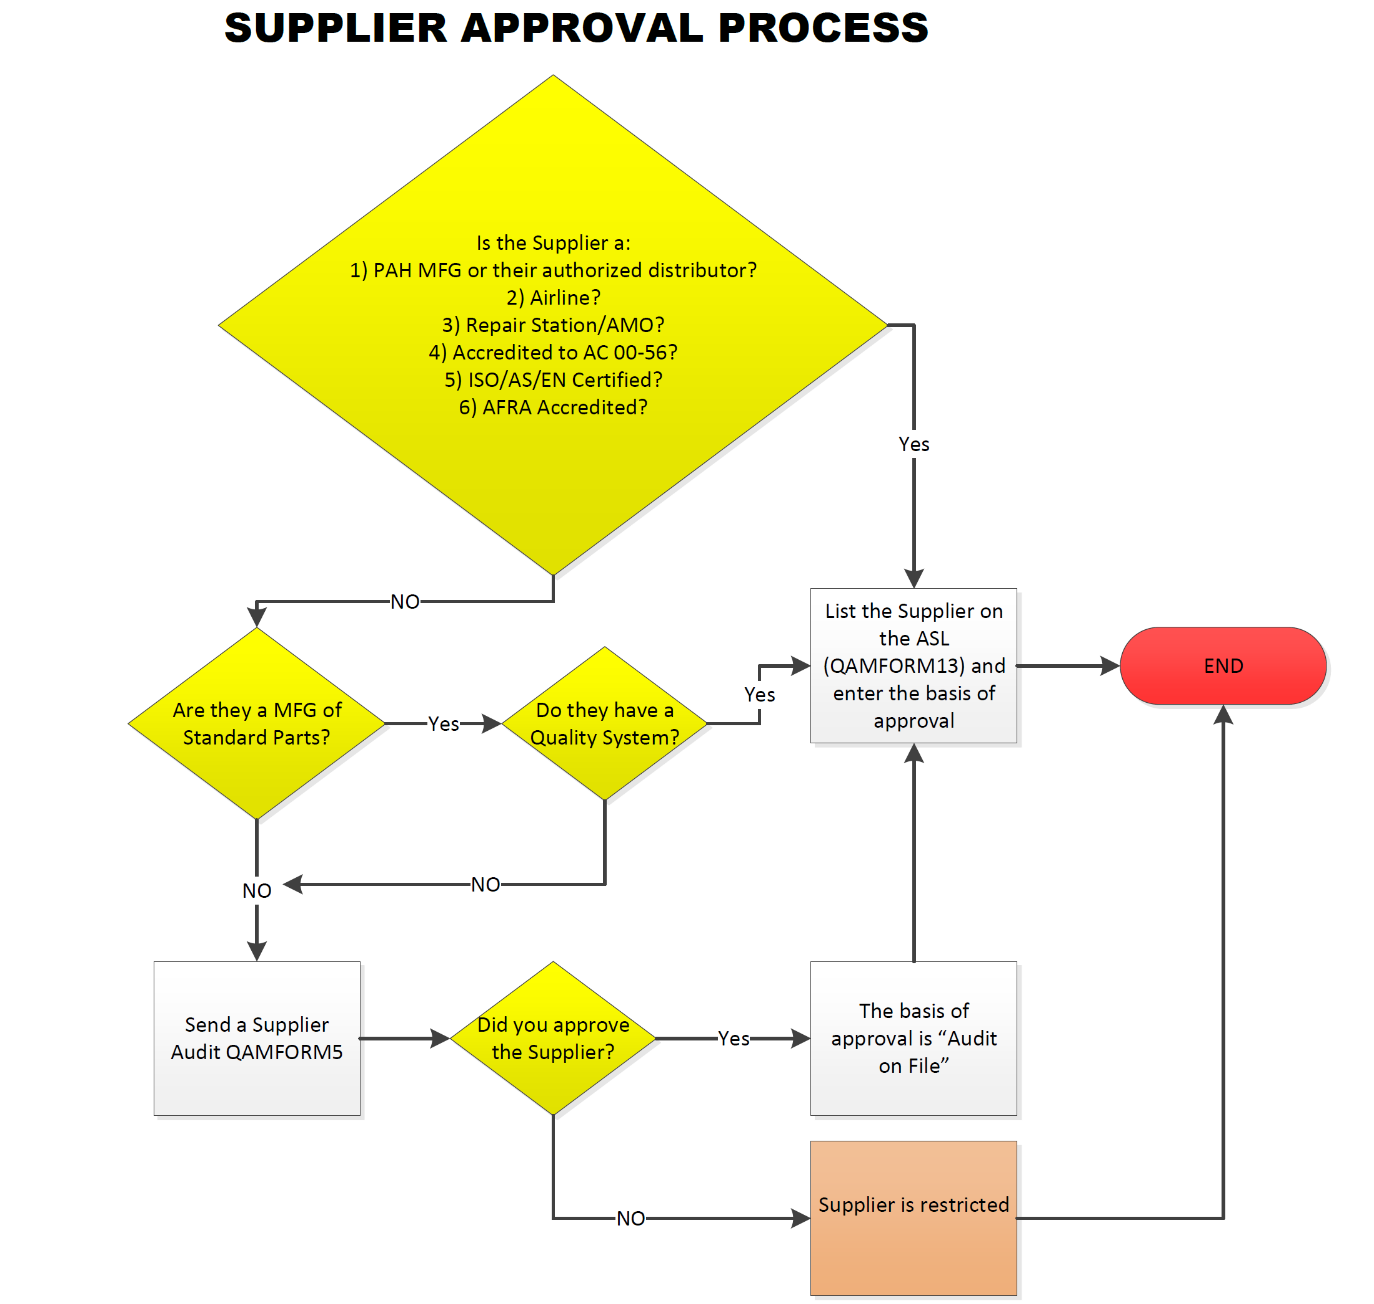 SUPPLIER APPROVAL PROCESS
Is the Supplier a:
1) PAH MFG or their authorized distributor?
2) Airline?
3) Repair Station/AMO?
4) Accredited to AC 00-56?
5) ISO/AS/EN Certified?
6) AFRA Accredited?
Yes
NO
List the Supplier on
the ASL
(QAMFORM13) and
enter the basis of
approval
END
Are they a MFG of
Standard Parts?
Yes
Do they have a
Quality System?
Yes
NO
NO
Send a Supplier
Audit QAMFORM5
Did you approve
the Supplier?
Yes
The basis of
approval is “Audit
on File”
NO
Supplier is restricted